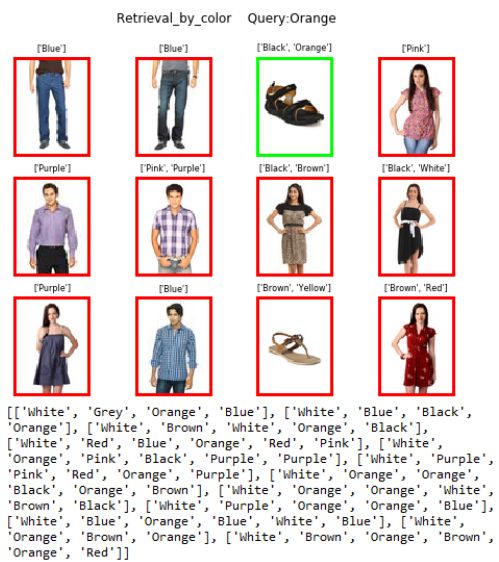 Retrieval_by_color Query:Orange
['Blue'] ['Blue'] ['Black', 'Orange'] ['Pink']
['Purple'] ['Pink', 'Purple'] ['Black', 'Brown'] ['Black', 'White']
['Purple'] ['Blue'] ['Brown', 'Yellow'] ['Brown', 'Red']
[['White', 'Grey', 'Orange', 'Blue'], ['White', 'Blue', 'Black',
'Orange'], ['White', 'Brown', 'White', 'Orange', 'Black'],
['White', 'Red', 'Blue', 'Orange', 'Red', 'Pink'], ['White',
'Orange', 'Pink', 'Black', 'Purple', 'Purple'], ['White', 'Purple',
'Pink', 'Red', 'Orange', 'Purple'], ['White', 'Orange', 'Orange',
'Black', 'Orange', 'Brown'], ['White', 'Orange', 'Orange', 'White',
'Brown', 'Black'], ['White', 'Purple', 'Orange', 'Orange', 'Blue'],
['White', 'Blue', 'Orange', 'Blue', 'White', 'Blue'], ['White',
'Orange', 'Brown', 'Orange'], ['White', 'Brown', 'Orange', 'Brown',
'Orange', 'Red']]